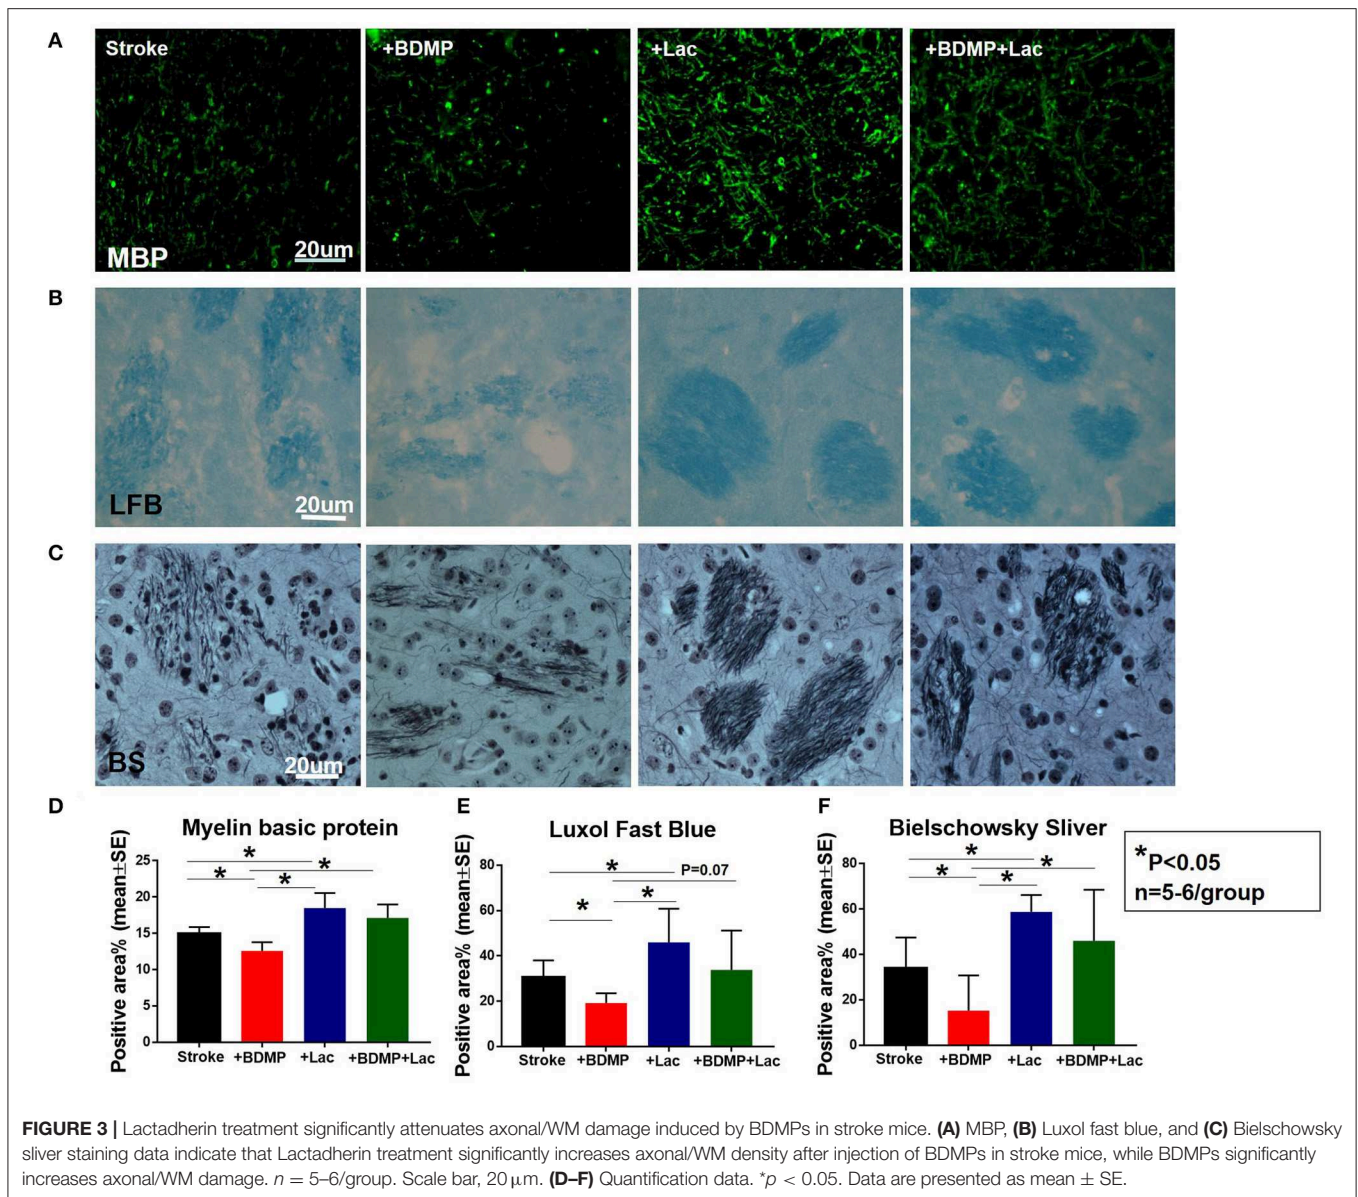 A
Stroke
+BDMP
+Lac
+BDMP+Lac
MBP
20um
B
LFB
20um
C
BS
20um
D
Myelin basic protein
Positive area% (mean±SE)
25
20
15
10
5
0
*
*
*
*
Stroke
+BDMP
+Lac
+BDMP+Lac
E
Luxol Fast Blue
Positive area% (mean±SE)
80
60
40
20
0
*
P=0.07
*
*
Stroke
+BDMP
+Lac
+BDMP+Lac
F
Bielschowsky Sliver
Positive area% (mean±SE)
80
60
40
20
0
*
*
*
*
Stroke
+BDMP
+Lac
+BDMP+Lac
*P<0.05
n=5-6/group
FIGURE 3 | Lactadherin treatment significantly attenuates axonal/WM damage induced by BDMPs in stroke mice. (A) MBP, (B) Luxol fast blue, and (C) Bielschowsky
sliver staining data indicate that Lactadherin treatment significantly increases axonal/WM density after injection of BDMPs in stroke mice, while BDMPs significantly
increases axonal/WM damage. n = 5–6/group. Scale bar, 20 μm. (D–F) Quantification data. *p < 0.05. Data are presented as mean ± SE.